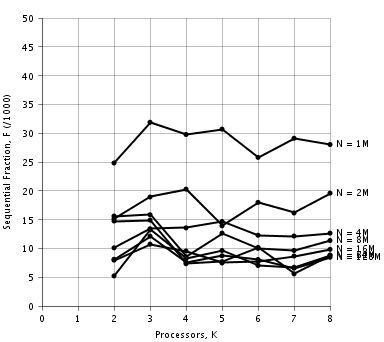 50
45
40
35
30
25
20
15
10
5
0
Sequential Fraction, F (/1000)
0 1 2 3 4 5 6 7 8
Processors, K
N = 1M
N = 2M
N = 4M
N = 8M
N = 16M
N =
N = 128M